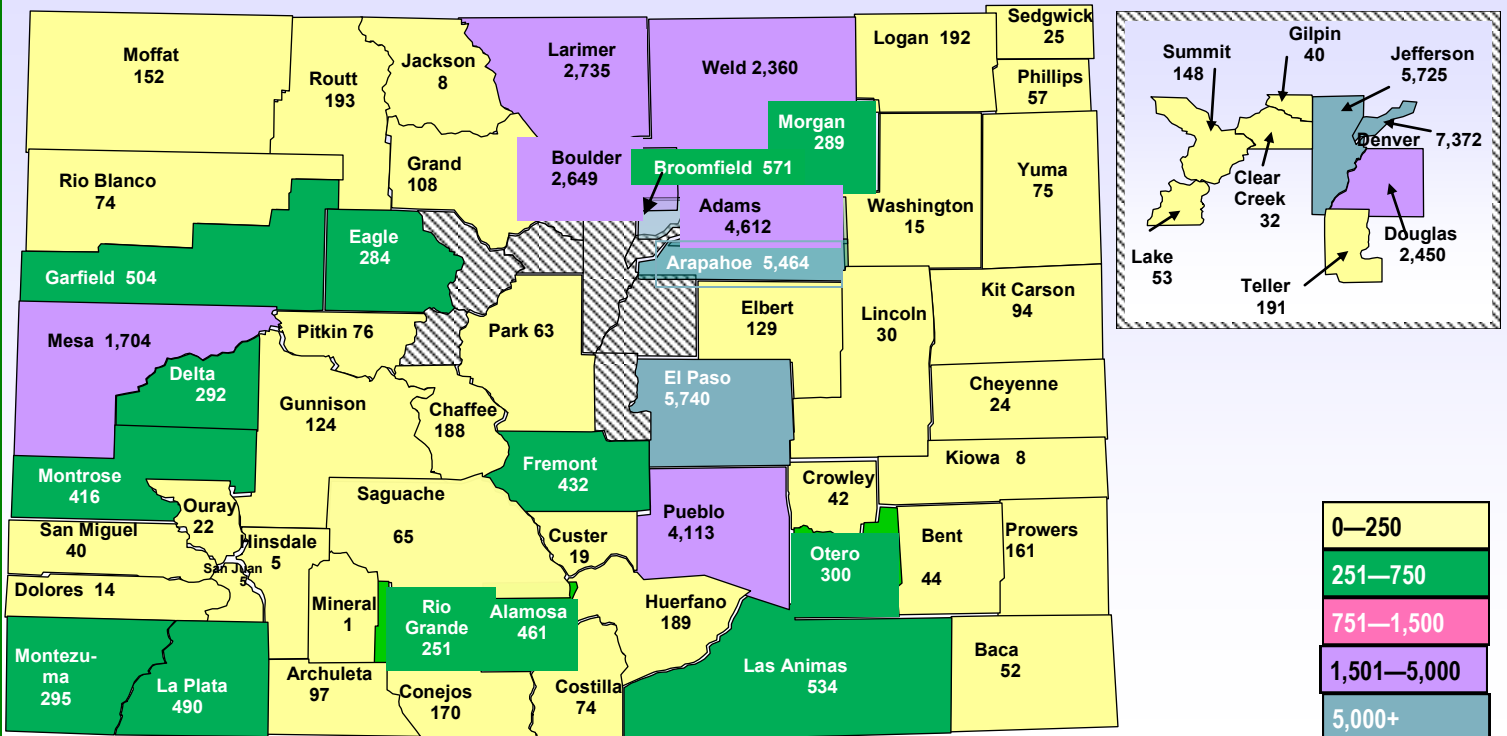 Moffat
152
Routt
193
Jackson
8
Larimer
2,735
Weld 2,360
Logan 192
Sedgwick
25
Phillips
57
Morgan
289
Boulder
2,649
Broomfield 571
Grand
108
Rio Blanco
74
Yuma
75
Washington
15
Adams
4,612
Eagle
284
Garfield 504
Arapahoe 5,464
Mesa 1,704
Pitkin 76
Park 63
Elbert
129
Lincoln
30
Kit Carson
94
Delta
292
Gunnison
124
Chaffee
188
El Paso
5,740
Cheyenne
24
Montrose
416
Fremont
432
Kiowa 8
Crowley
42
Ouray
22
Saguache
65
Pueblo
4,113
San Miguel
40
Hinsdale
5
San Juan
5
Custer
19
Otero
300
Bent
44
Prowers
161
Dolores 14
Mineral
1
Rio
Grande
251
Alamosa
461
Huerfano
189
Montezu-
ma
295
La Plata
490
Archuleta
97
Conejos
170
Costilla
74
Las Animas
534
Baca
52
Summit
148
Gilpin
40
Jefferson
5,725
Denver 7,372
Clear
Creek
32
Lake
53
Douglas
2,450
Teller
191
0—250
251—750
751—1,500
1,501—5,000
5,000+